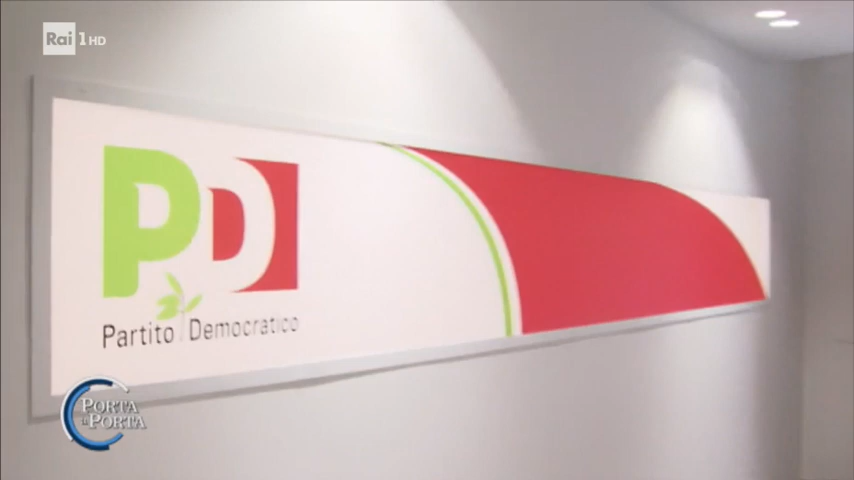 Rai 1 HD
PD
Partito Democratico
PORTA
a PORTA